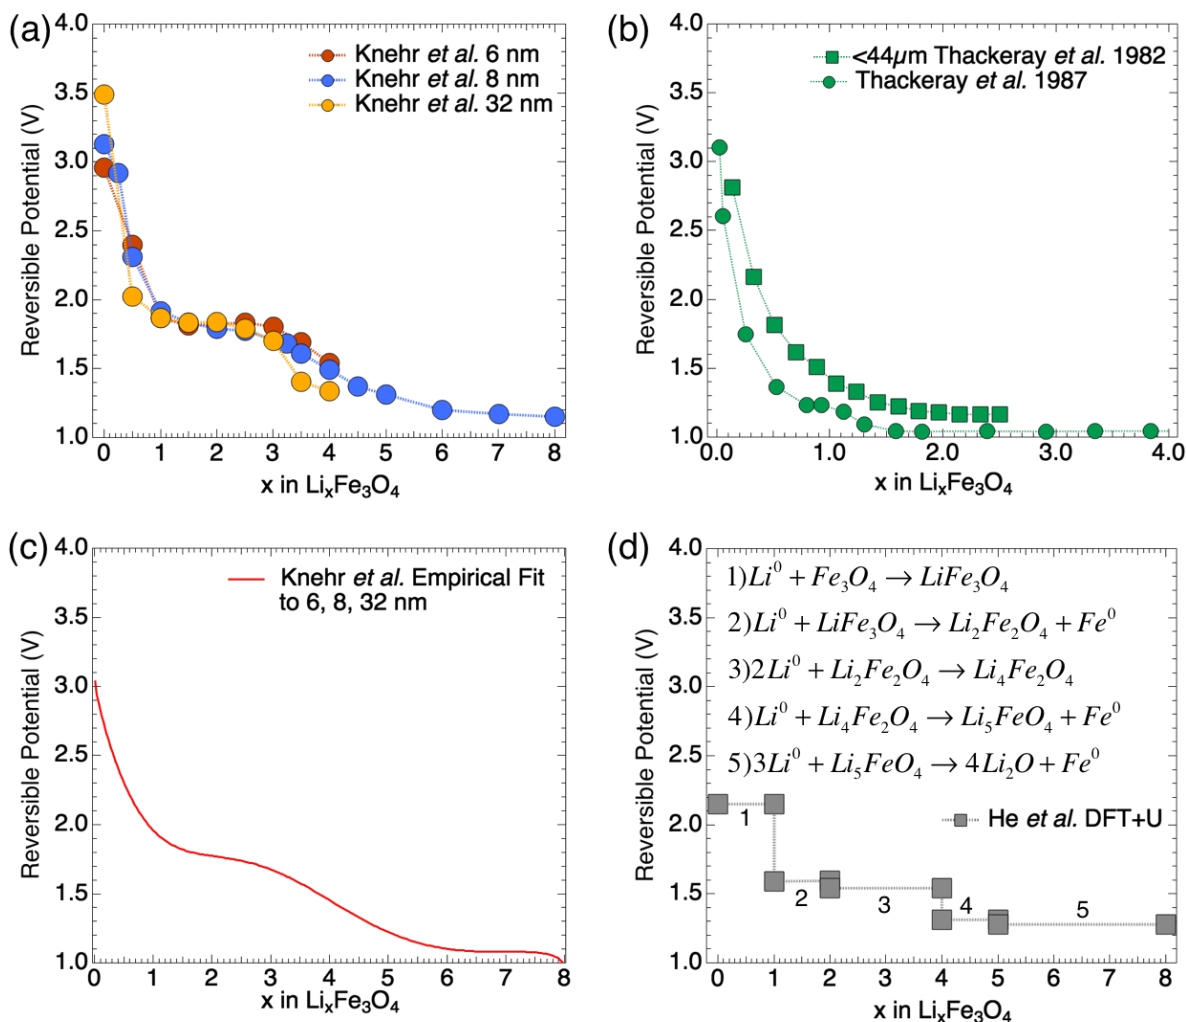 (a)
4.0
3.5
3.0
2.5
2.0
1.5
1.0
Reversible Potential (V)
Knehr et al. 6 nm
Knehr et al. 8 nm
Knehr et al. 32 nm
0 1 2 3 4 5 6 7 8
x in LiₓFe₃O₄
(b)
4.0
3.5
3.0
2.5
2.0
1.5
1.0
Reversible Potential (V)
<44μm Thackeray et al. 1982
Thackeray et al. 1987
0.0 1.0 2.0 3.0 4.0
x in LiₓFe₃O₄
(c)
4.0
3.5
3.0
2.5
2.0
1.5
1.0
Reversible Potential (V)
Knehr et al. Empirical Fit
to 6, 8, 32 nm
0 1 2 3 4 5 6 7 8
x in LiₓFe₃O₄
(d)
4.0
3.5
3.0
2.5
2.0
1.5
1.0
Reversible Potential (V)
1)Li⁰ + Fe₃O₄ → LiFe₃O₄
2)Li⁰ + LiFe₃O₄ → Li₂Fe₂O₄ + Fe⁰
3)2Li⁰ + Li₂Fe₂O₄ → Li₄Fe₂O₄
4)Li⁰ + Li₄Fe₂O₄ → Li₅FeO₄ + Fe⁰
5)3Li⁰ + Li₅FeO₄ → 4Li₂O + Fe⁰
He et al. DFT+U
1
2
3
4
5
0 1 2 3 4 5 6 7 8
x in LiₓFe₃O₄